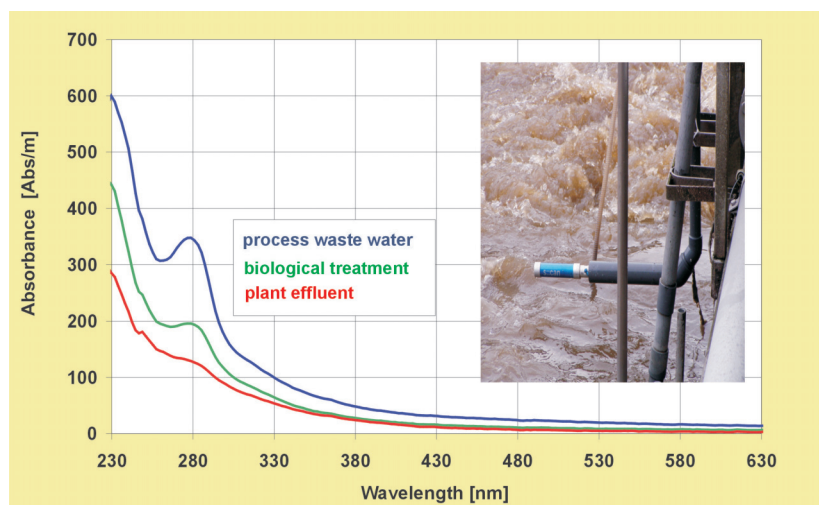 700
600
500
400
300
200
100
0
Absorbance [Abs/m]
process waste water
biological treatment
plant effluent
230 280 330 380 430 480 530 580 630
Wavelength [nm]